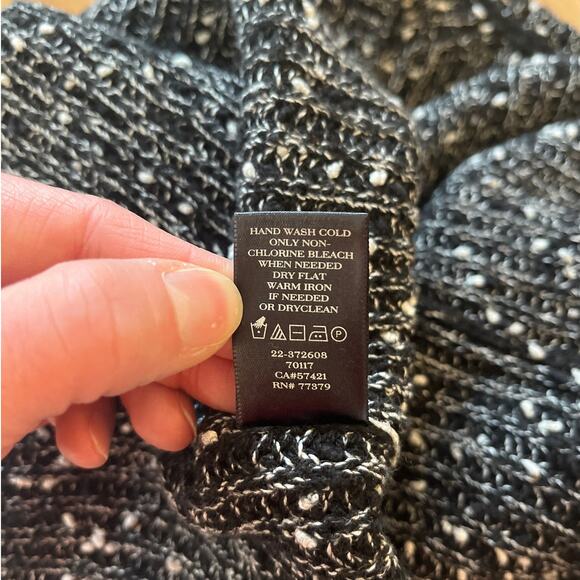 HAND WASH COLD
ONLY NON-
CHLORINE BLEACH
WHEN NEEDED
DRY FLAT
WARM IRON
IF NEEDED
OR DRYCLEAN
P
22-372608
70117
CA#57421
RN# 77379